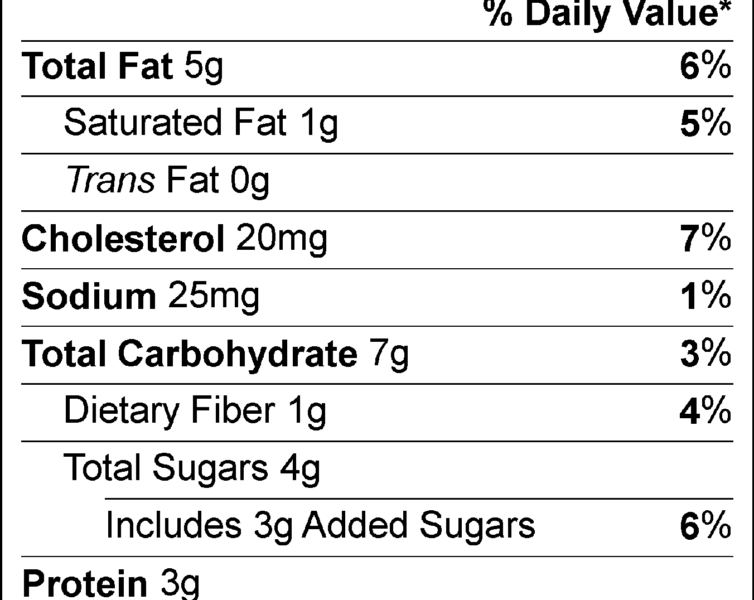 % Daily Value*
Total Fat 5g 6%
Saturated Fat 1g 5%
Trans Fat 0g
Cholesterol 20mg 7%
Sodium 25mg 1%
Total Carbohydrate 7g 3%
Dietary Fiber 1g 4%
Total Sugars 4g
Includes 3g Added Sugars 6%
Protein 3g